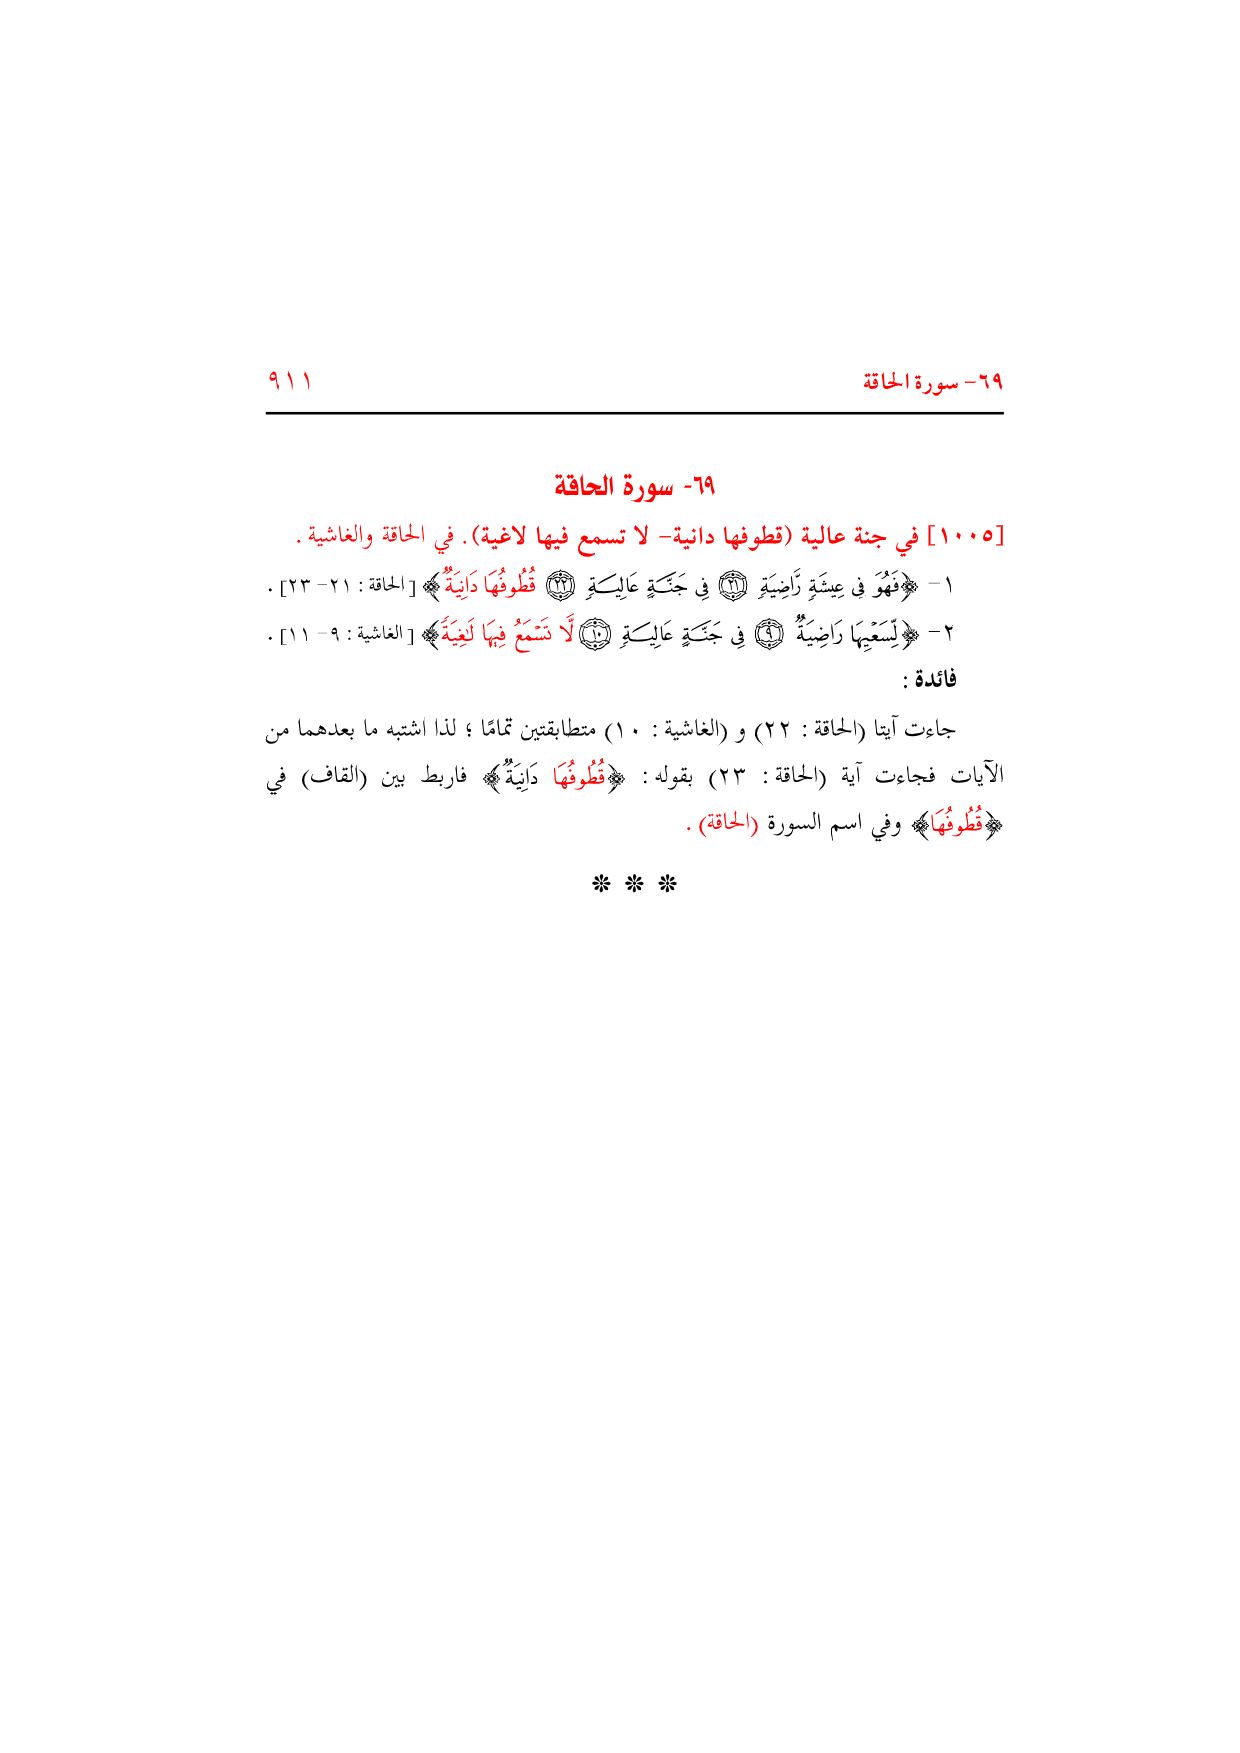 ٦٩- سورة الحاقة ٩١١
٦٩- سورة الحاقة
[١٠٠٥] في جنة عالية (قطوفها دانية- لا تسمع فيها لاغية). في الحاقة والغاشية .
١- ﴿فَهُوَ فِى عِيشَةٍ رَّاضِيَةٍ ٢١ فِى جَنَّةٍ عَالِيَةٍ ٢٢ قُطُوفُهَا دَانِيَةٌ﴾ [الحاقة : ٢١- ٢٣] .
٢- ﴿لِّسَعْيِهَا رَاضِيَةٌ ٩ فِى جَنَّةٍ عَالِيَةٍ ١٠ لَّا تَسْمَعُ فِيهَا لَٰغِيَةً﴾ [الغاشية : ٩- ١١] .
فائدة :
جاءت آيتا (الحاقة : ٢٢) و (الغاشية : ١٠) متطابقتين تمامًا ؛ لذا اشتبه ما بعدهما من
الآيات فجاءت آية (الحاقة : ٢٣) بقوله : ﴿قُطُوفُهَا دَانِيَةٌ﴾ فاربط بين (القاف) في
﴿قُطُوفُهَا﴾ وفي اسم السورة (الحاقة) .
❊ ❊ ❊